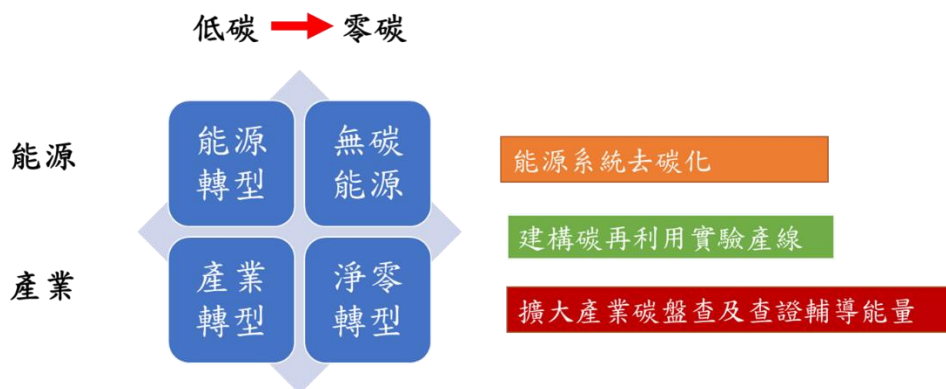 低碳 零碳
能源
能源
轉型
無碳
能源
能源系統去碳化
建構碳再利用實驗產線
產業
產業
轉型
淨零
轉型
擴大產業碳盤查及查證輔導能量